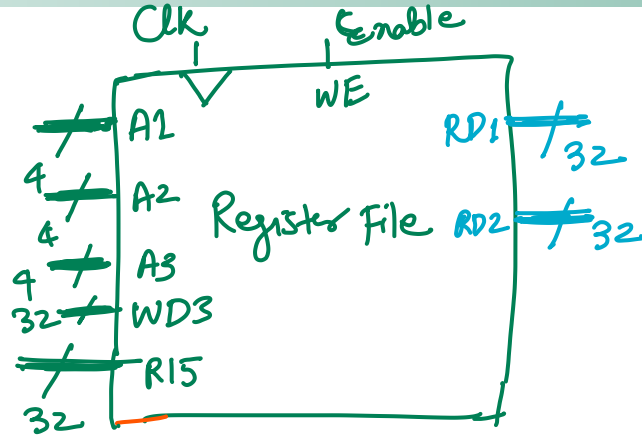 Clk Enable
WE
A1 RD1
4 32
A2
4 Register File RD2 32
A3
4
32 WD3
R15
32